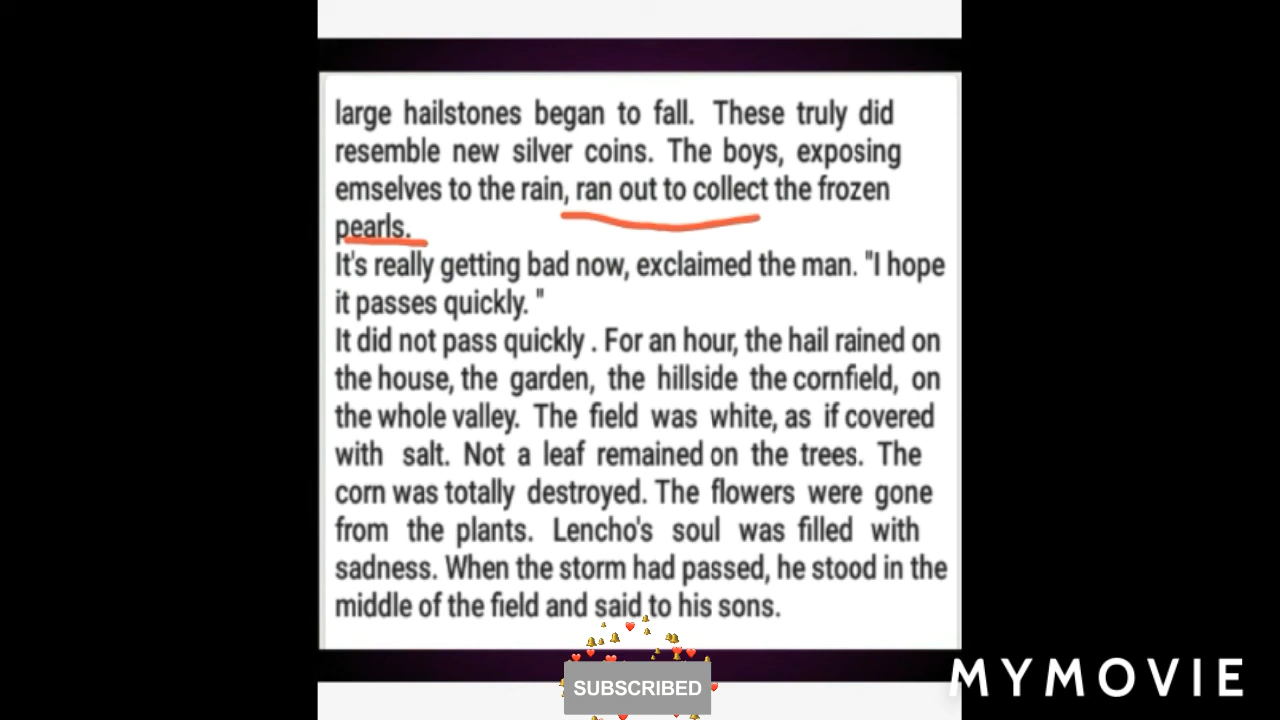 large hailstones began to fall. These truly did
resemble new silver coins. The boys, exposing
emselves to the rain, ran out to collect the frozen
pearls.
It's really getting bad now, exclaimed the man. "I hope
it passes quickly. "
It did not pass quickly . For an hour, the hail rained on
the house, the garden, the hillside the cornfield, on
the whole valley. The field was white, as if covered
with salt. Not a leaf remained on the trees. The
corn was totally destroyed. The flowers were gone
from the plants. Lencho's soul was filled with
sadness. When the storm had passed, he stood in the
middle of the field and said to his sons.
SUBSCRIBED
MYMOVIE